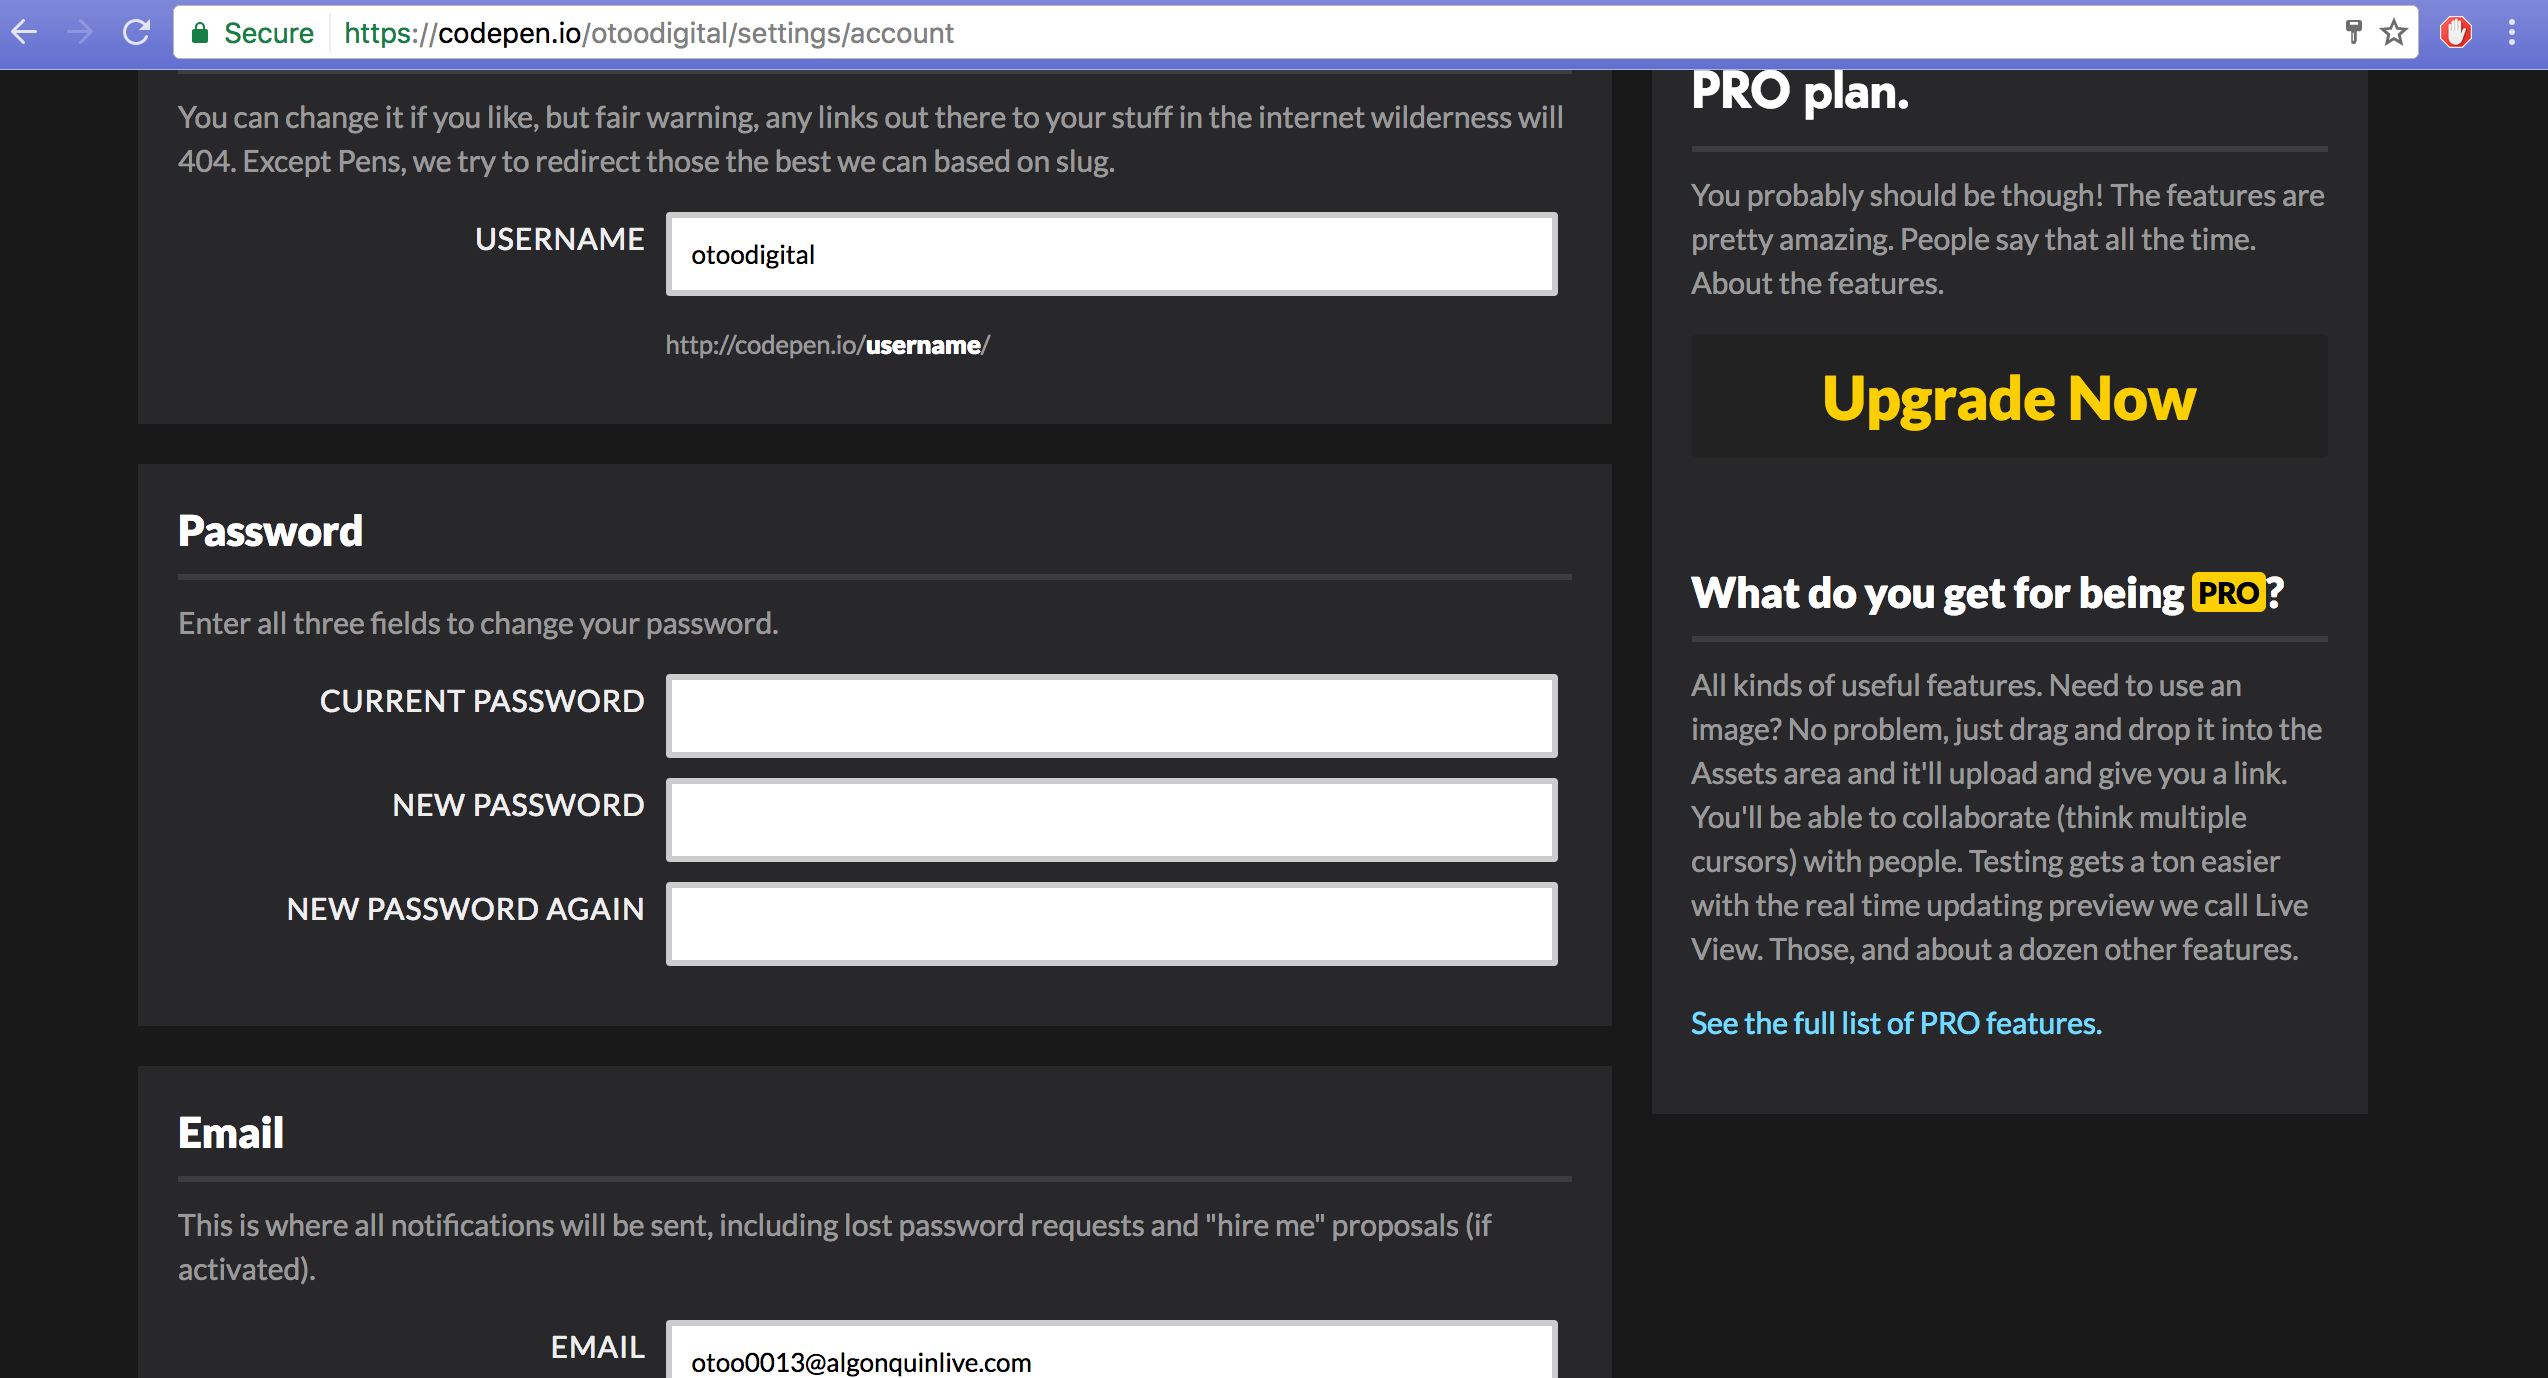 Secure https://codepen.io/otoodigital/settings/account
You can change it if you like, but fair warning, any links out there to your stuff in the internet wilderness will
404. Except Pens, we try to redirect those the best we can based on slug.
USERNAME
otoodigital
http://codepen.io/username/
Password
Enter all three fields to change your password.
CURRENT PASSWORD
NEW PASSWORD
NEW PASSWORD AGAIN
Email
This is where all notifications will be sent, including lost password requests and "hire me" proposals (if
activated).
EMAIL
otoo0013@algonquinlive.com
PRO plan.
You probably should be though! The features are
pretty amazing. People say that all the time.
About the features.
Upgrade Now
What do you get for being PRO?
All kinds of useful features. Need to use an
image? No problem, just drag and drop it into the
Assets area and it'll upload and give you a link.
You'll be able to collaborate (think multiple
cursors) with people. Testing gets a ton easier
with the real time updating preview we call Live
View. Those, and about a dozen other features.
See the full list of PRO features.